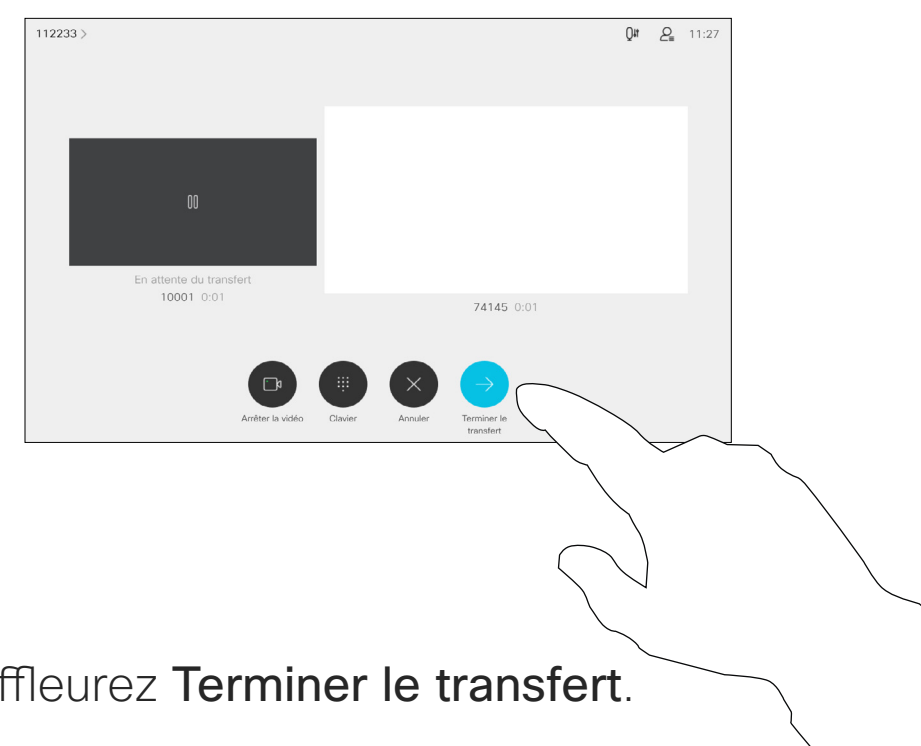 112233 >
11:27
En attente du transfert
10001 0:01
74145 0:01
Arrêter la vidéo
Clavier
Annuler
Terminer le
transfert
ffleurez Terminer le transfert.